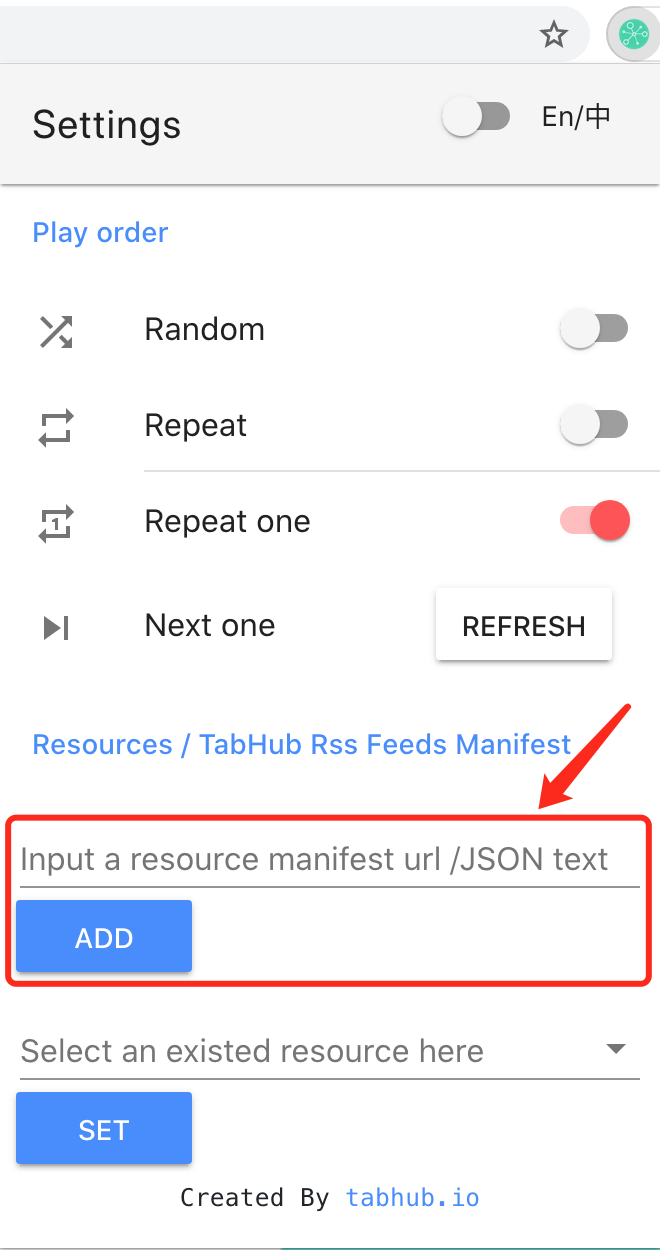 Settings
En/中
Play order
Random
Repeat
1
Repeat one
Next one
REFRESH
Resources / TabHub Rss Feeds Manifest
Input a resource manifest url /JSON text
ADD
Select an existed resource here
SET
Created By tabhub.io